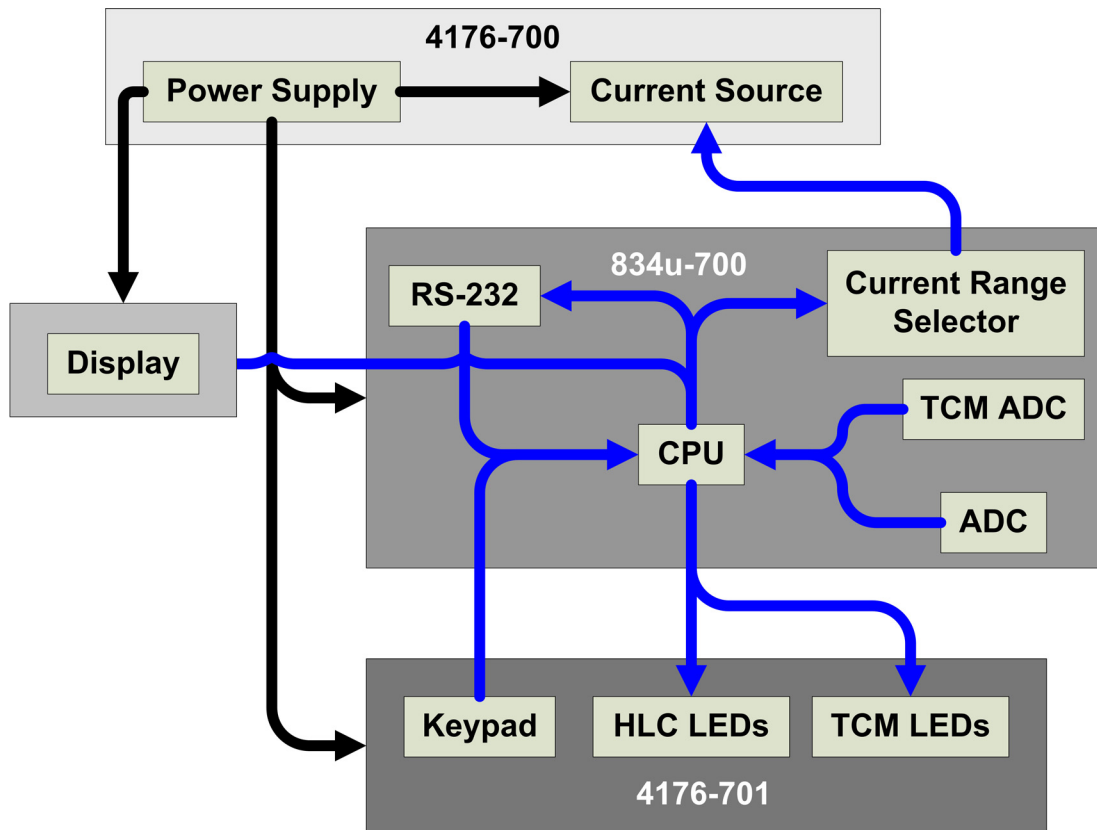 4176-700
Power Supply
Current Source
834u-700
RS-232
Current Range
Selector
Display
TCM ADC
CPU
ADC
Keypad
HLC LEDs
TCM LEDs
4176-701